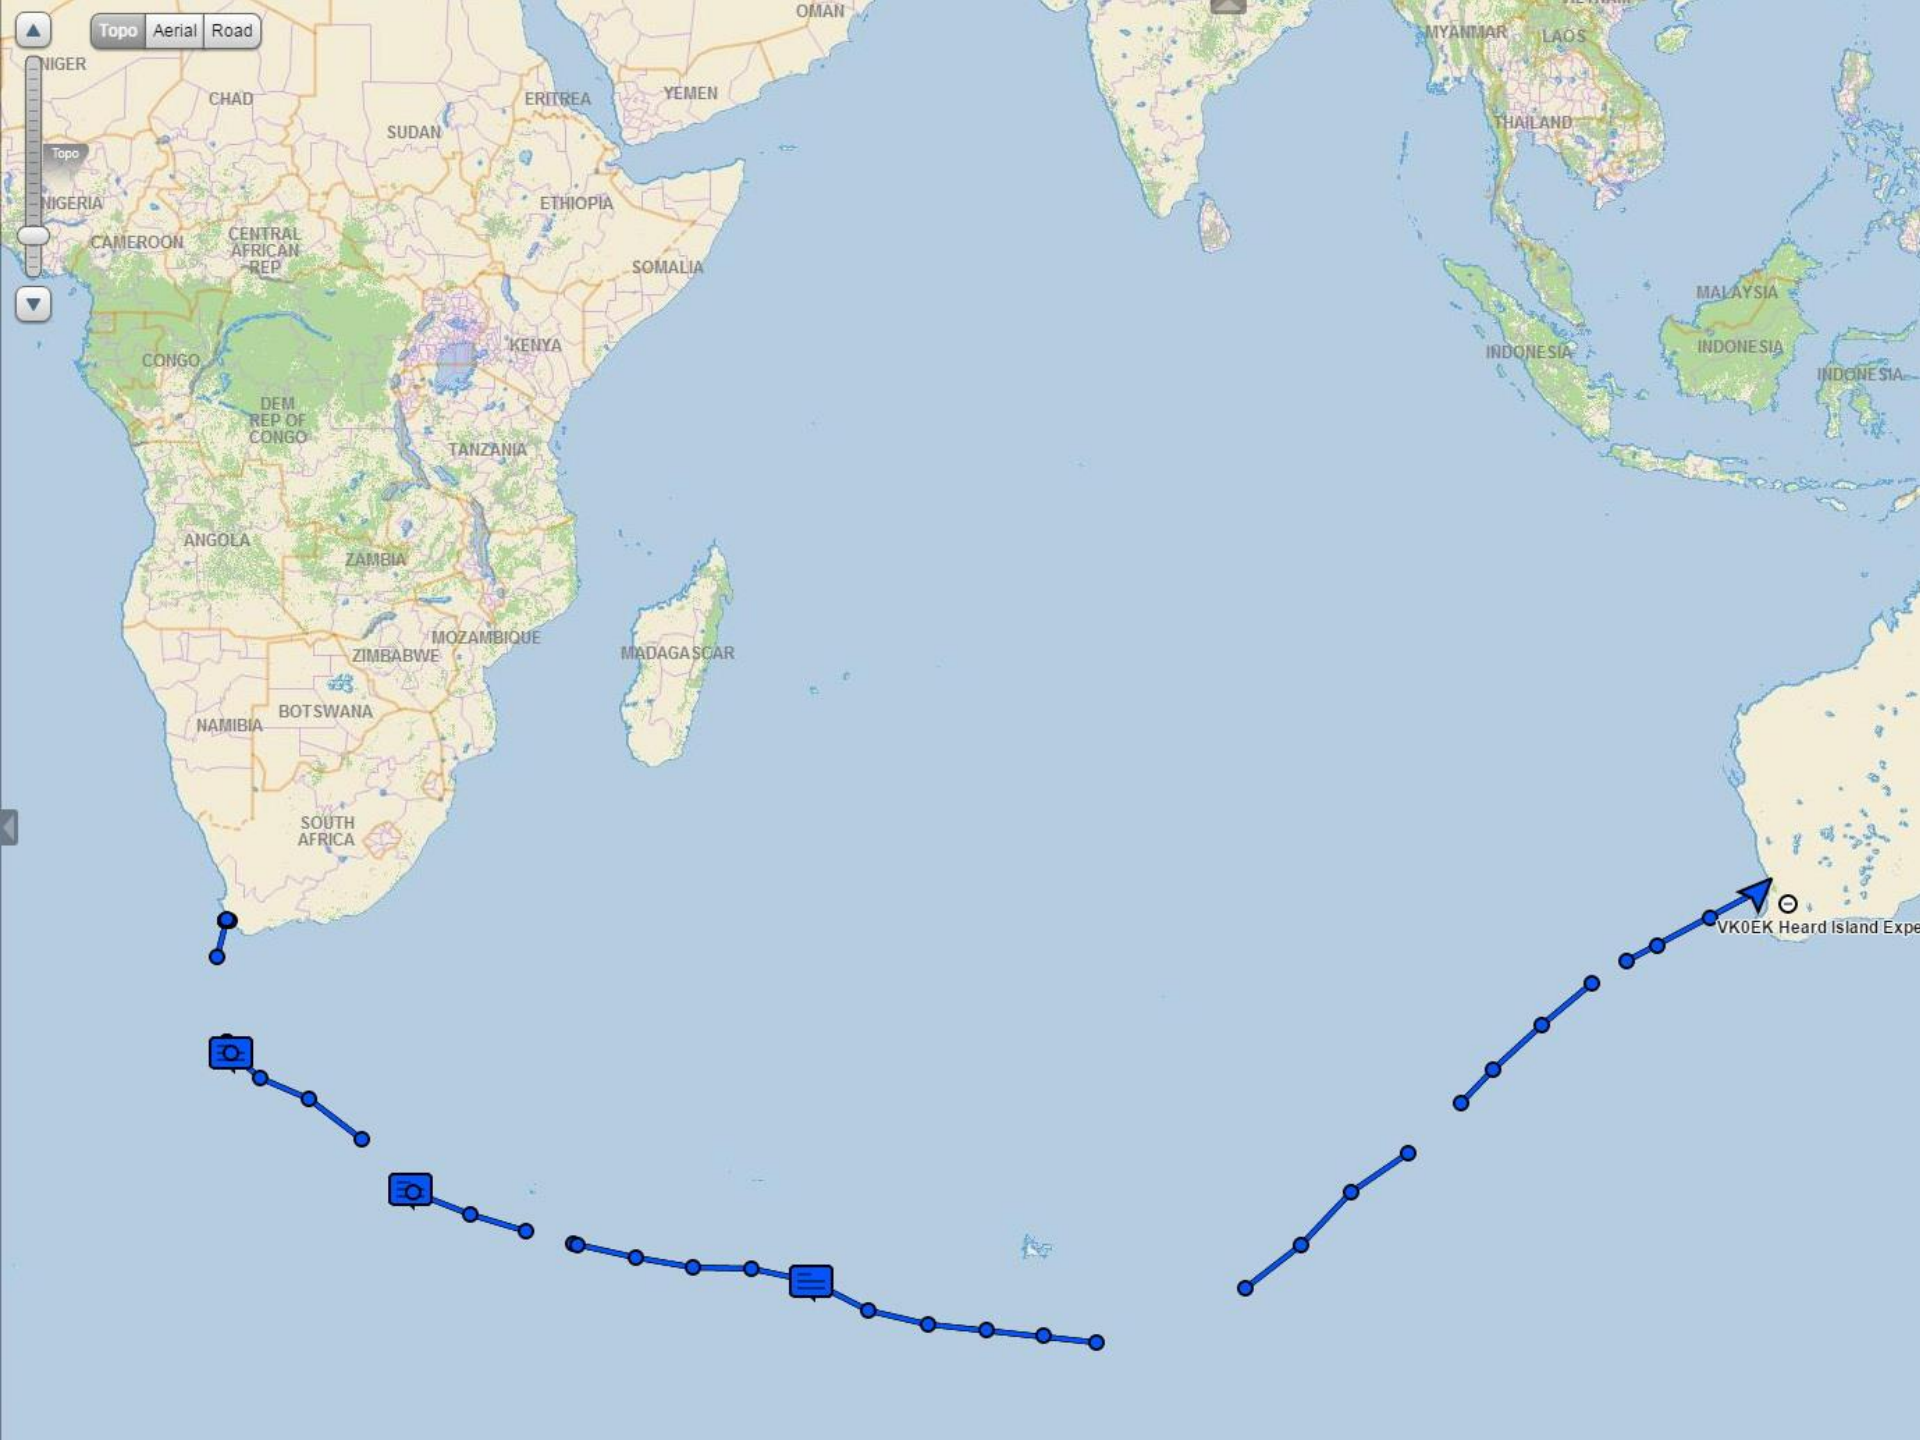 Topo Aerial Road
OMAN
VIETNAM
MYANMAR
LAOS
NIGER
CHAD
ERITREA
YEMEN
SUDAN
THAILAND
Topo
NIGERIA
ETHIOPIA
CAMEROON
CENTRAL
AFRICAN
REP
SOMALIA
MALAYSIA
KENYA
INDONESIA
INDONESIA
CONGO
INDONESIA
DEM
REP OF
CONGO
TANZANIA
ANGOLA
ZAMBIA
MOZAMBIQUE
ZIMBABWE
MADAGASCAR
BOTSWANA
NAMIBIA
SOUTH
AFRICA
VK0EK Heard Island Expe